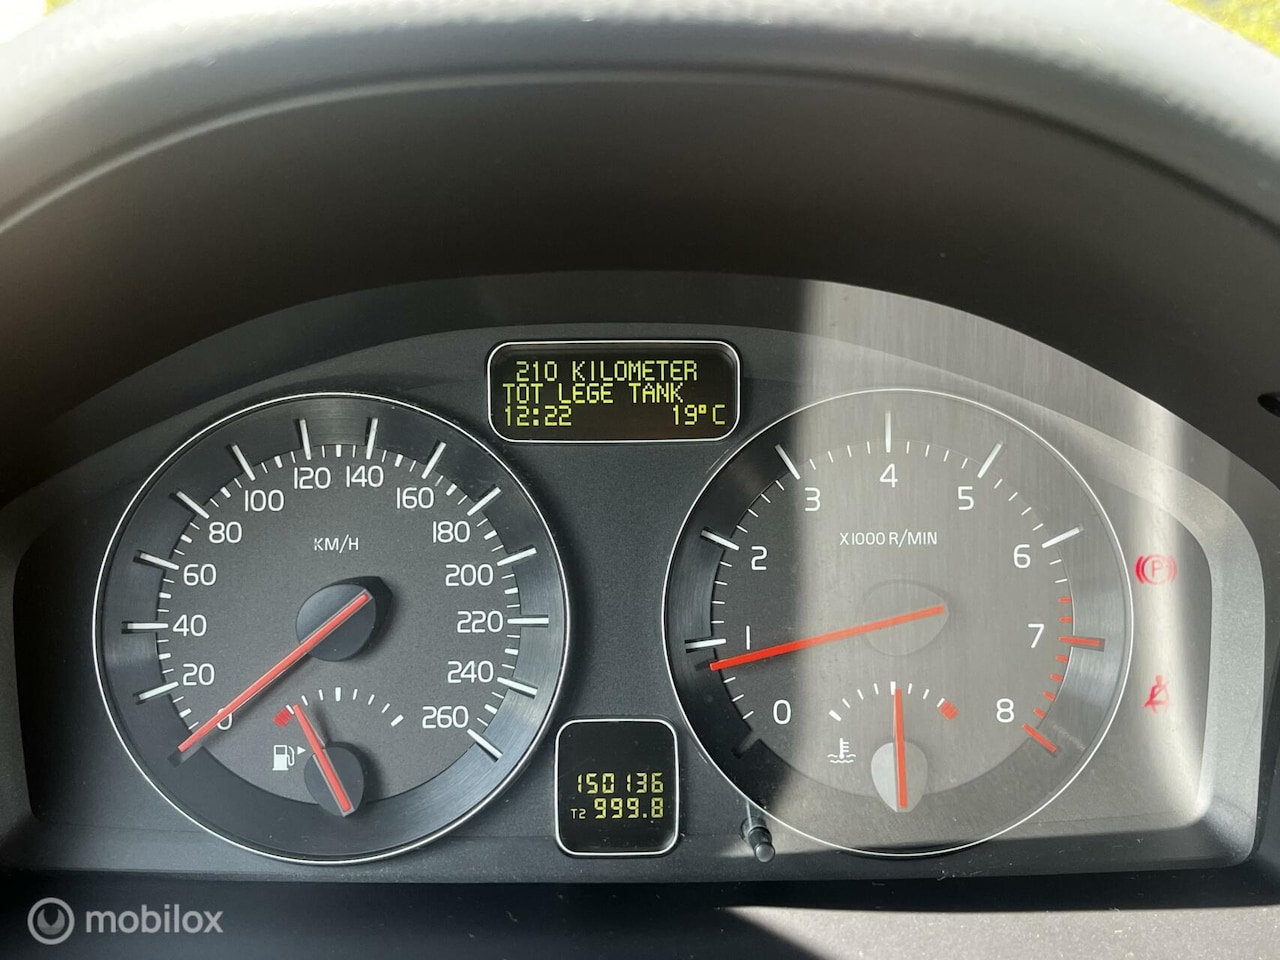 210 KILOMETER
TOT LEGE TANK
12:22 19°C
0 20 40 60 80 100 120 140 160 180 200 220 240 260
KM/H
0 1 2 3 4 5 6 7 8
X1000 R/MIN
P
150136
T2 999.8
mobilox